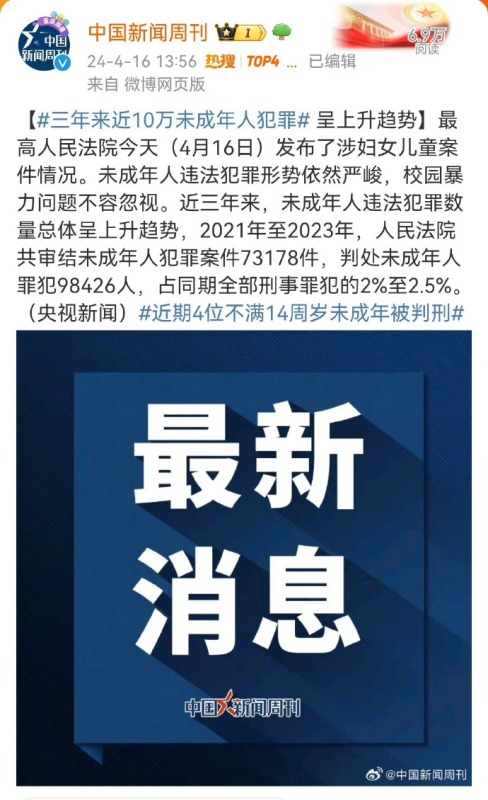 中国新闻周刊 I
6.9万
阅读
24-4-16 13:56 热搜 TOP4 ... 已编辑
来自 微博网页版
【#三年来近10万未成年人犯罪# 呈上升趋势】最
高人民法院今天（4月16日）发布了涉妇女儿童案
件情况。未成年人违法犯罪形势依然严峻，校园暴
力问题不容忽视。近三年来，未成年人违法犯罪数
量总体呈上升趋势，2021年至2023年，人民法院
共审结未成年人犯罪案件73178件，判处未成年人
罪犯98426人，占同期全部刑事罪犯的2%至2.5%。
（央视新闻）#近期4位不满14周岁未成年被判刑#
最新
消息
中国新闻周刊
@中国新闻周刊
中国
新闻周刊